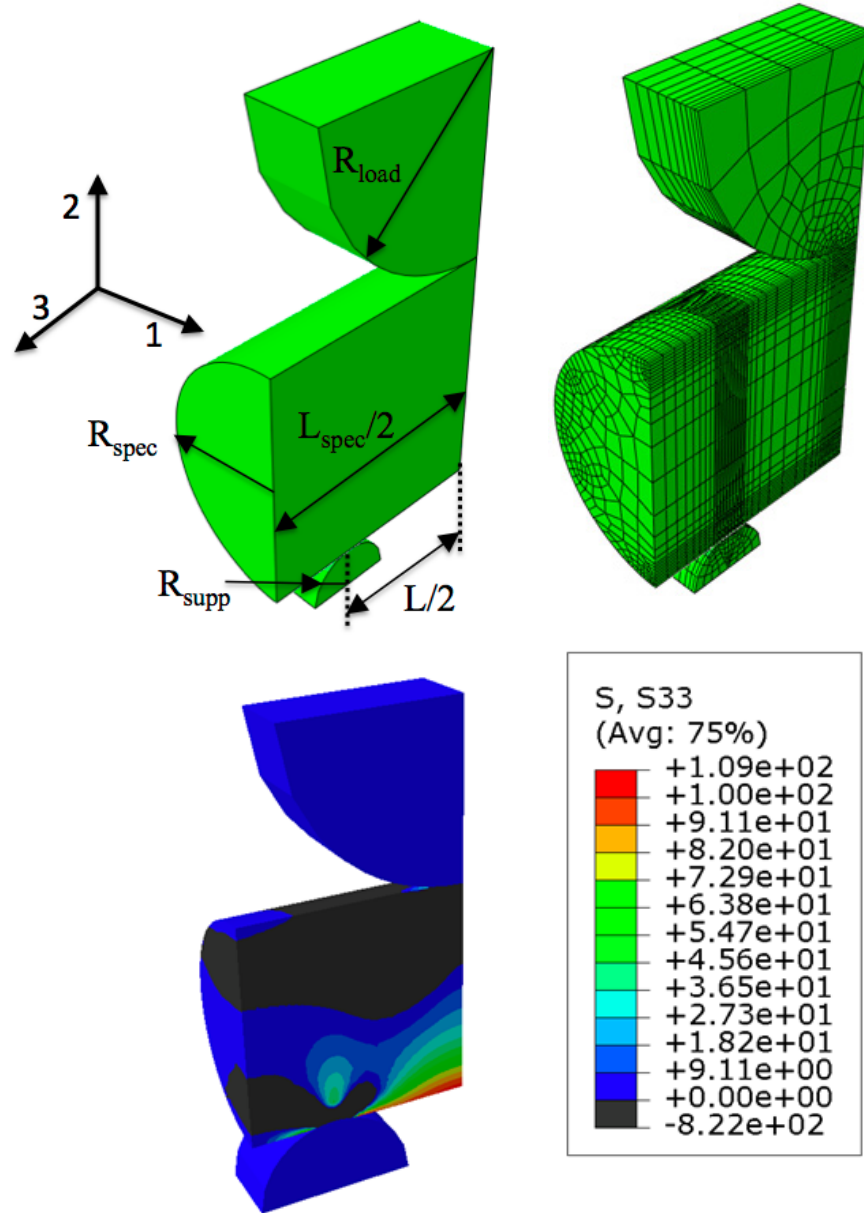 R_load
2
3
1
R_spec
L_spec/2
R_supp
L/2
S, S33
(Avg: 75%)
+1.09e+02
+1.00e+02
+9.11e+01
+8.20e+01
+7.29e+01
+6.38e+01
+5.47e+01
+4.56e+01
+3.65e+01
+2.73e+01
+1.82e+01
+9.11e+00
+0.00e+00
-8.22e+02